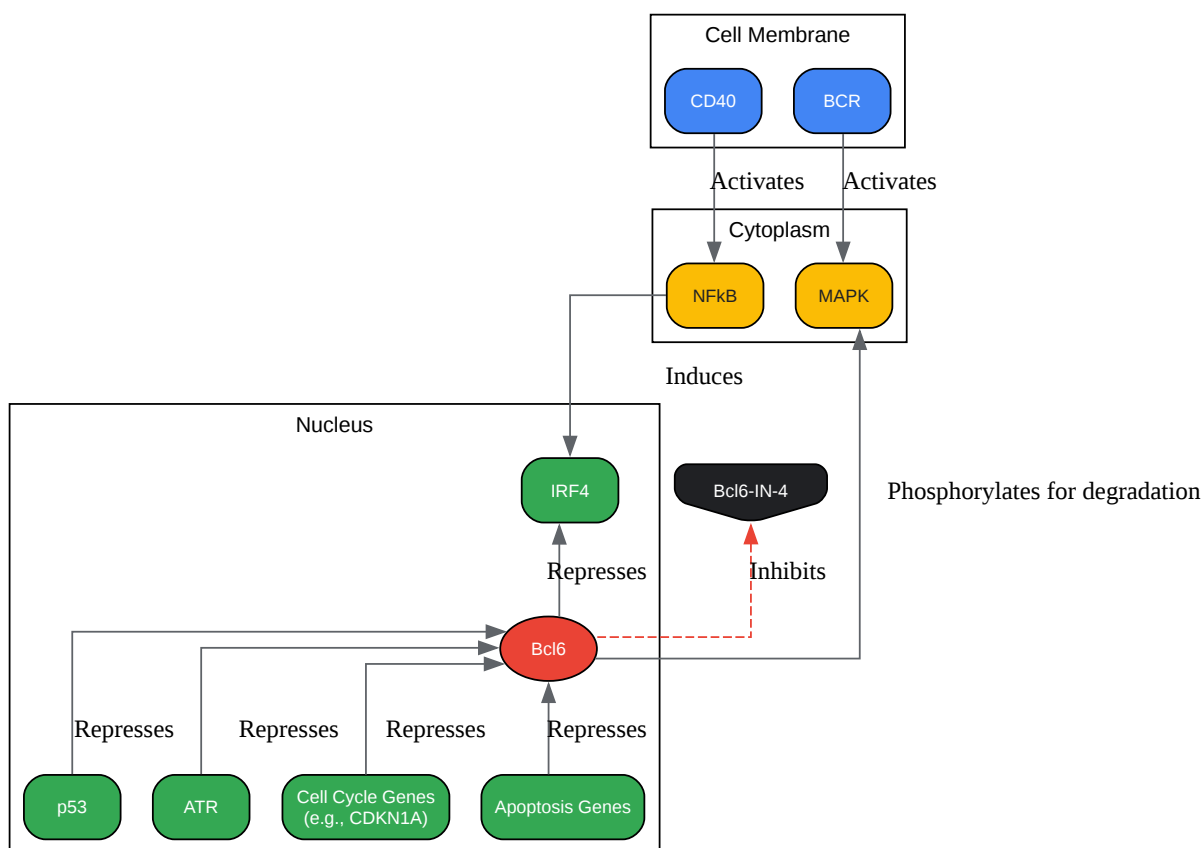 Cell Membrane
CD40
BCR
Activates
Activates
Cytoplasm
NFkB
MAPK
Induces
Nucleus
IRF4
Bcl6-IN-4
Phosphorylates for degradation
Represses
Inhibits
Bcl6
Represses
Represses
Represses
Represses
p53
ATR
Cell Cycle Genes
(e.g., CDKN1A)
Apoptosis Genes